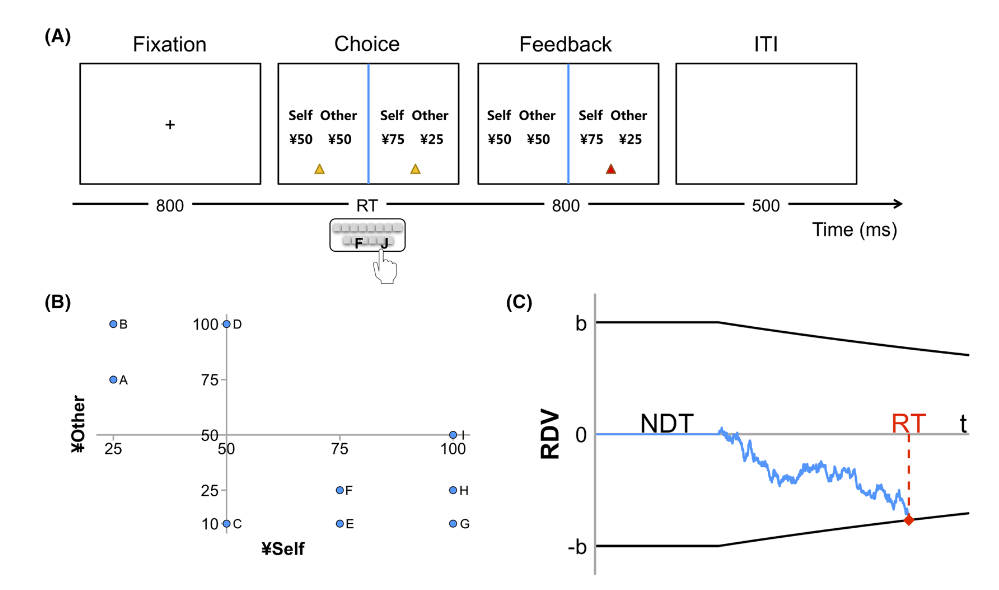 (A)
Fixation
Choice
Feedback
ITI
+
Self Other
¥50 ¥50
Self Other
¥75 ¥25
Self Other
¥50 ¥50
Self Other
¥75 ¥25
800
RT
800
500
Time (ms)
F J
(B)
¥Other
B
100
D
A
75
50
I
25
50
75
100
25
F
H
10
C
E
G
¥Self
(C)
RDV
b
0
NDT
RT
t
-b